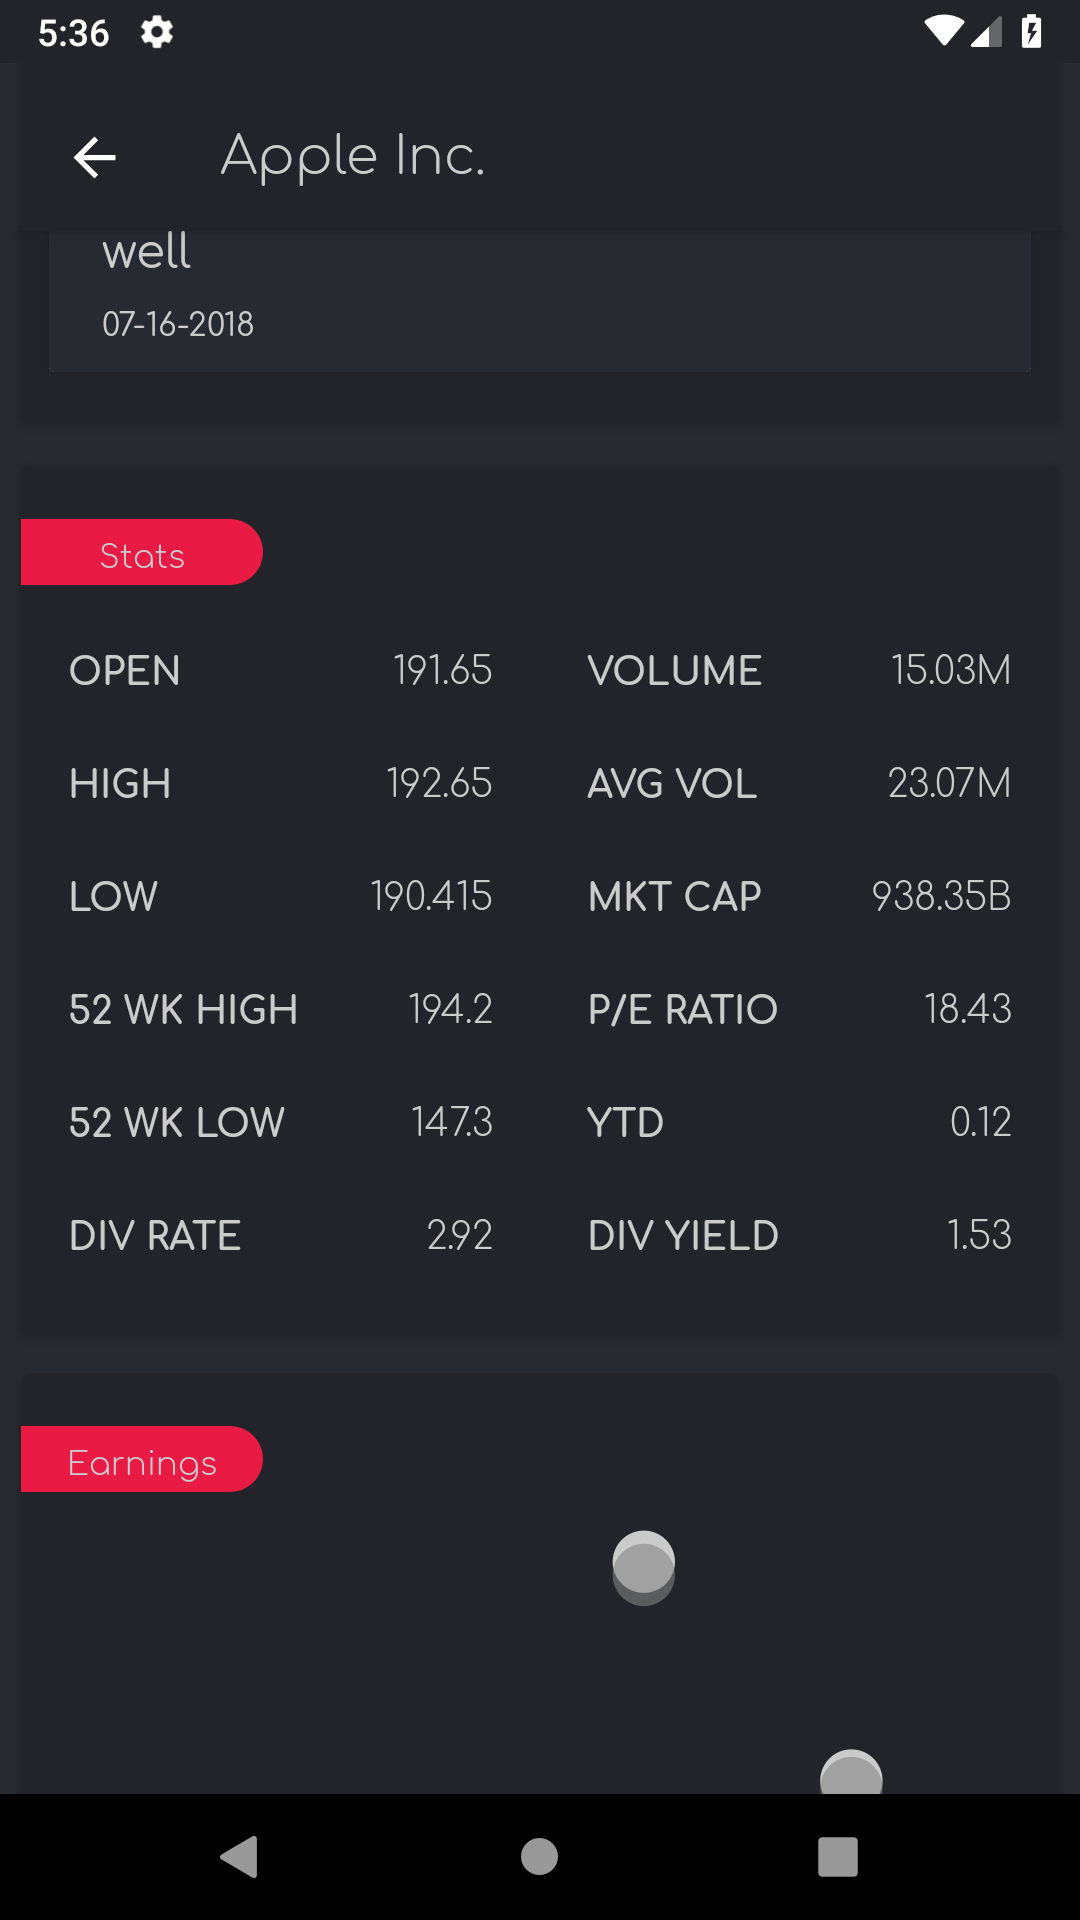 5:36
Apple Inc.
well
07-16-2018
Stats
OPEN 191.65 VOLUME 15.03M
HIGH 192.65 AVG VOL 23.07M
LOW 190.415 MKT CAP 938.35B
52 WK HIGH 194.2 P/E RATIO 18.43
52 WK LOW 147.3 YTD 0.12
DIV RATE 2.92 DIV YIELD 1.53
Earnings